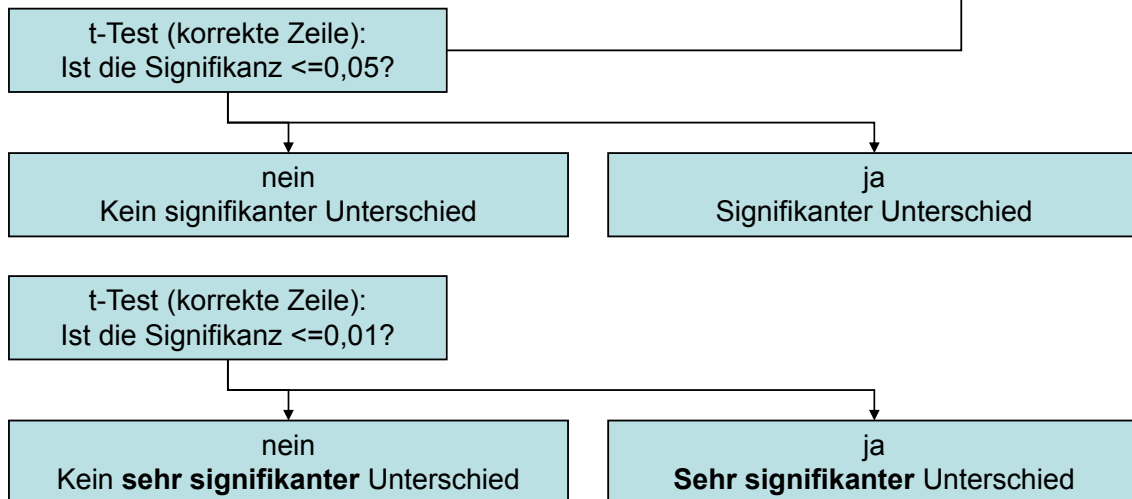 t-Test (korrekte Zeile):
Ist die Signifikanz <=0,05?
nein
Kein signifikanter Unterschied
ja
Signifikanter Unterschied
t-Test (korrekte Zeile):
Ist die Signifikanz <=0,01?
nein
Kein sehr signifikanter Unterschied
ja
Sehr signifikanter Unterschied